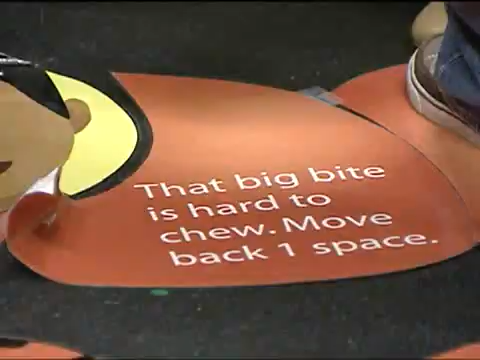 That big bite
is hard to
chew. Move
back 1 space.